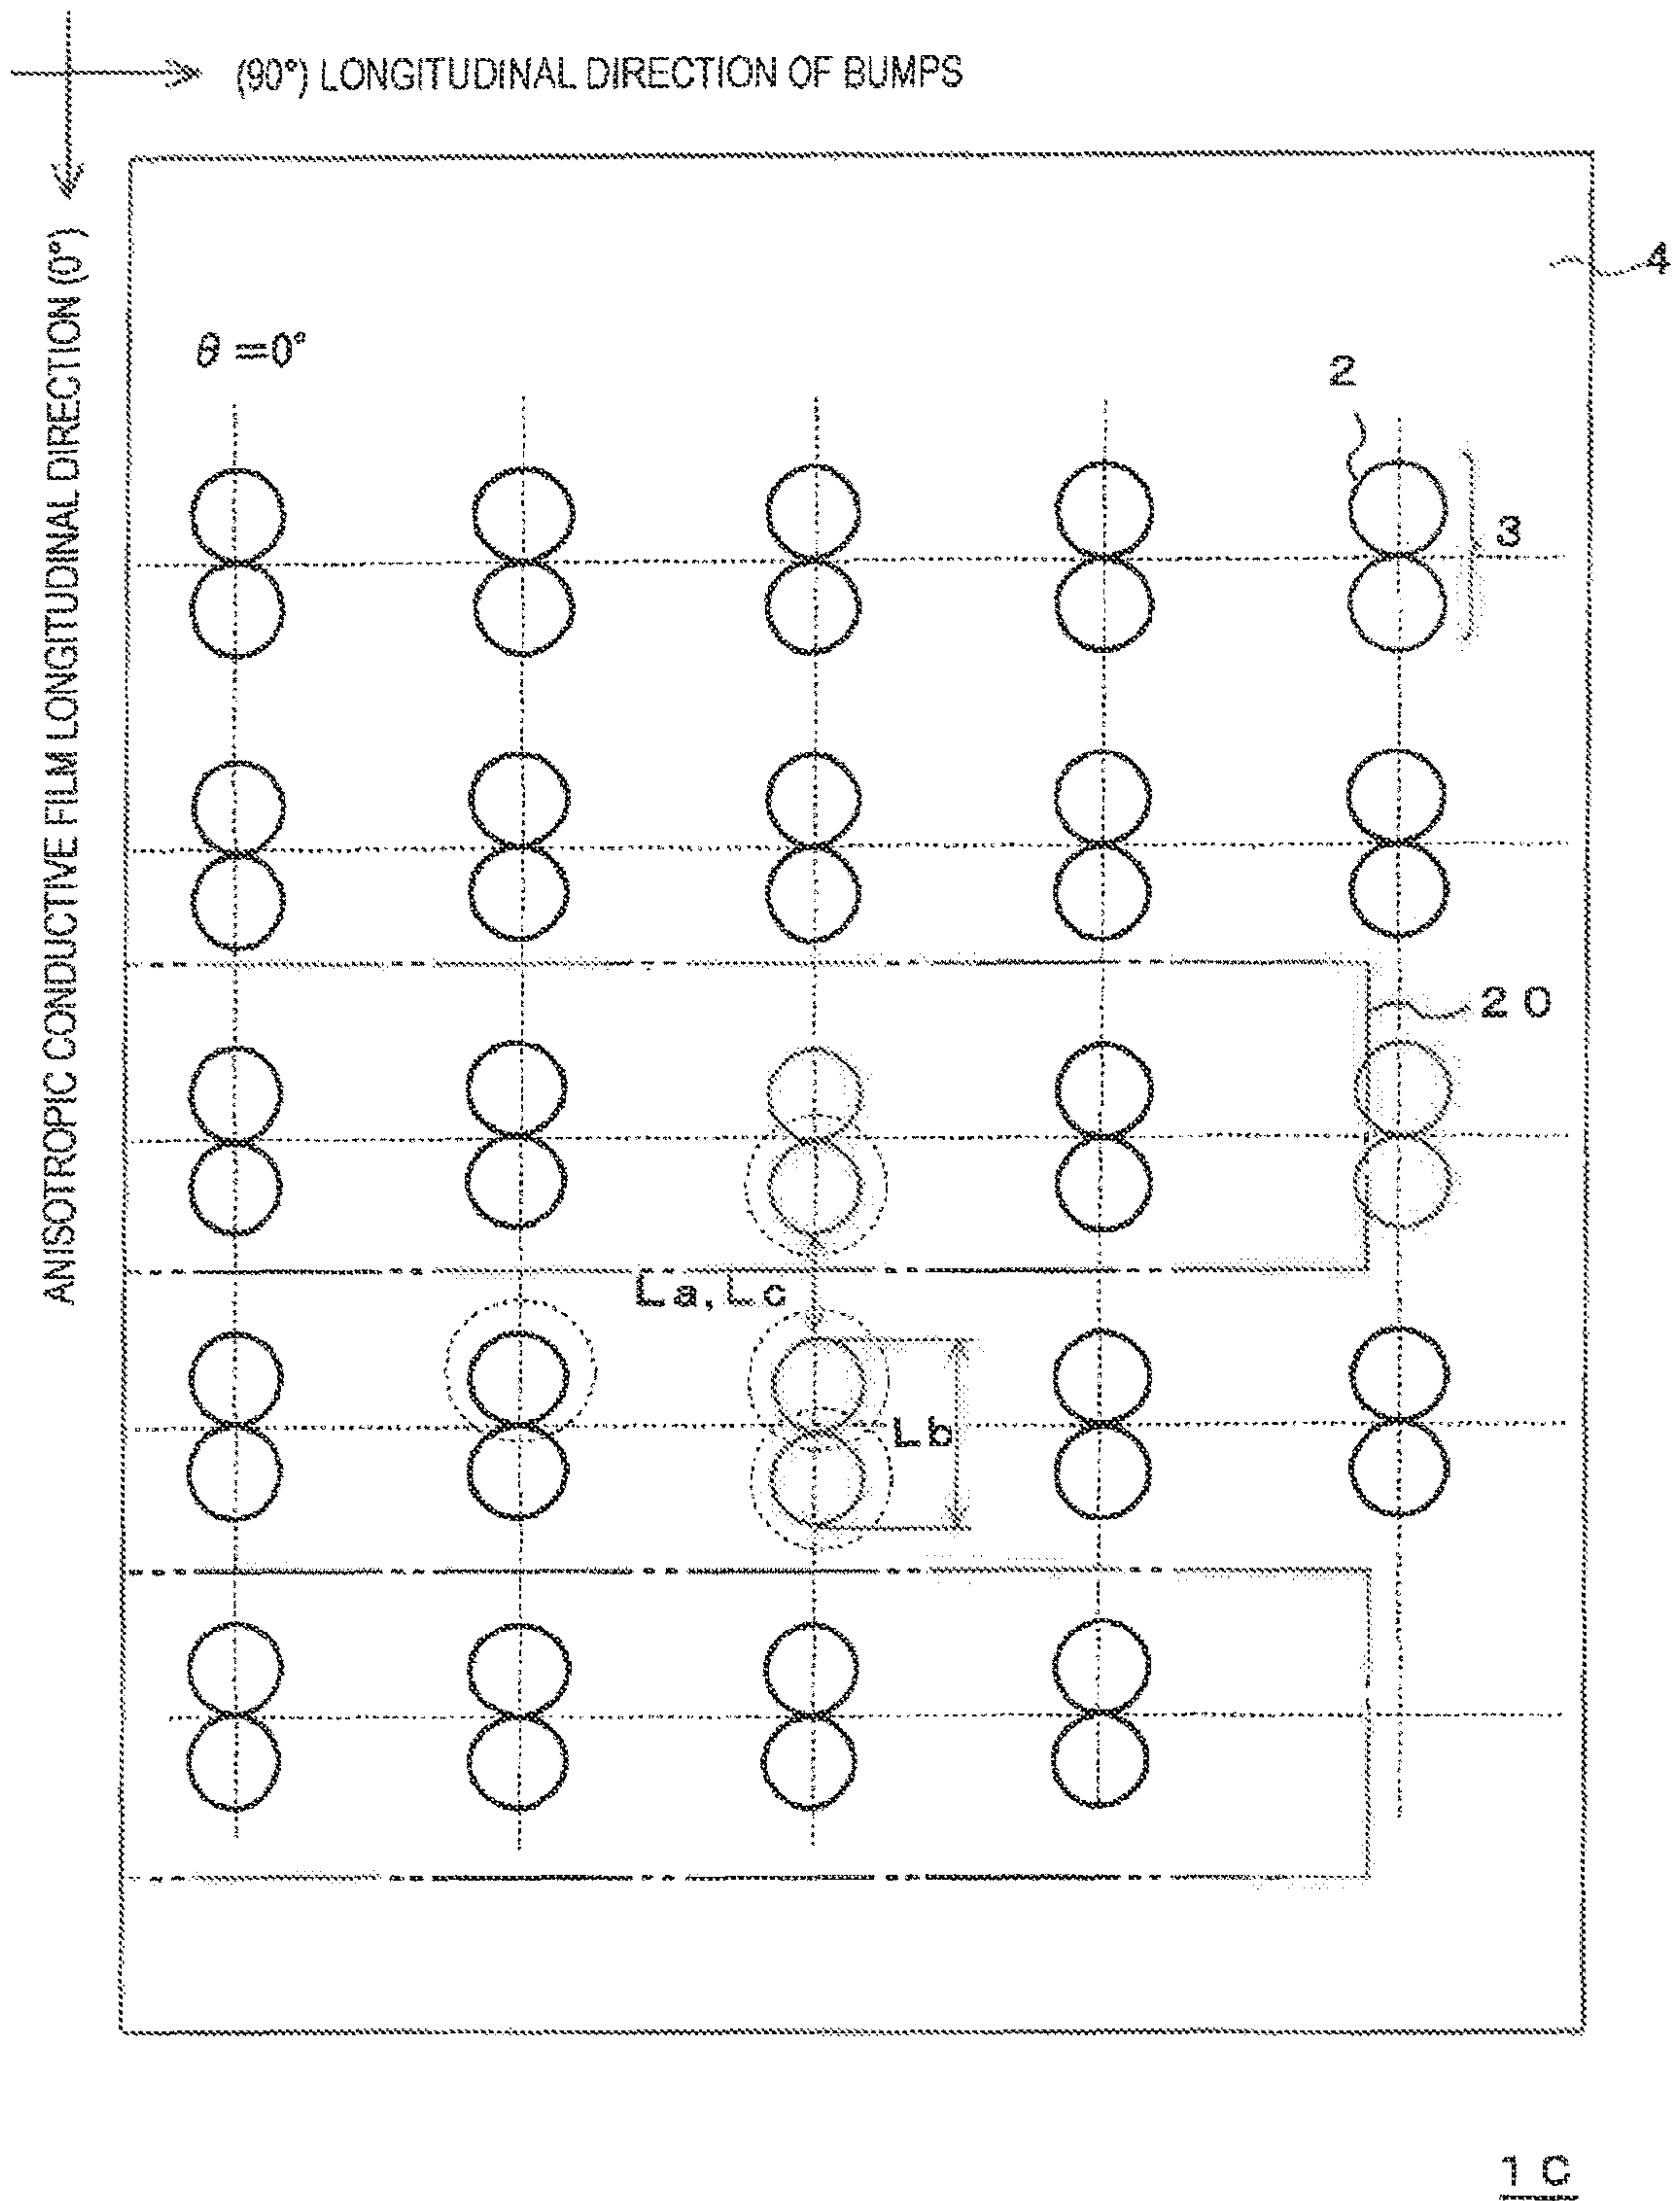 (90°) LONGITUDINAL DIRECTION OF BUMPS
ANISOTROPIC CONDUCTIVE FILM LONGITUDINAL DIRECTION (0°)
4
θ=0°
2
3
20
La, Lc
Lb
1C